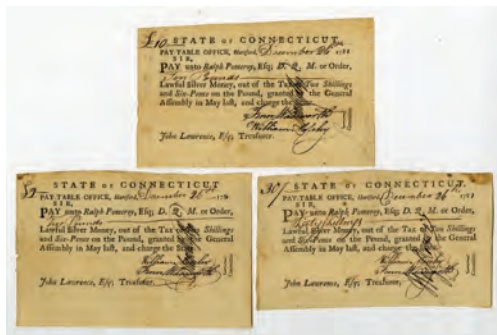 £10 STATE OF CONNECTICUT.
PAY-TABLE OFFICE, Hartford, December 26th 1781
SIR,
PAY unto Ralph Pomeroy, Esq; D. Q. M. or Order,
Ten Pounds
Lawful Silver Money, out of the Tax of Two Shillings
and Six-Pence on the Pound, granted by the General
Assembly in May last, and charge the State.
William Moseley
John Lawrence, Esq; Treasurer.
STATE OF CONNECTICUT
PAY-TABLE OFFICE, Hartford, December 26th 178
SIR,
PAY unto Ralph Pomeroy, Esq; D. Q. M. or Order,
Pounds
Lawful Silver Money, out of the Tax of Two Shillings
and Six-Pence on the Pound, granted by the General
Assembly in May last, and charge the State
John Lawrence, Esq; Treasurer.
30/ STATE OF CONNECTICUT.
PAY-TABLE OFFICE, Hartford, December 26th 1781
SIR,
PAY unto Ralph Pomeroy, Esq; D. Q. M. or Order,
Lawful Silver Money, out of the Tax of Two Shillings
and Six-Pence on the Pound, granted by the General
Assembly in May last, and charge the State
John Lawrence, Esq; Treasurer.